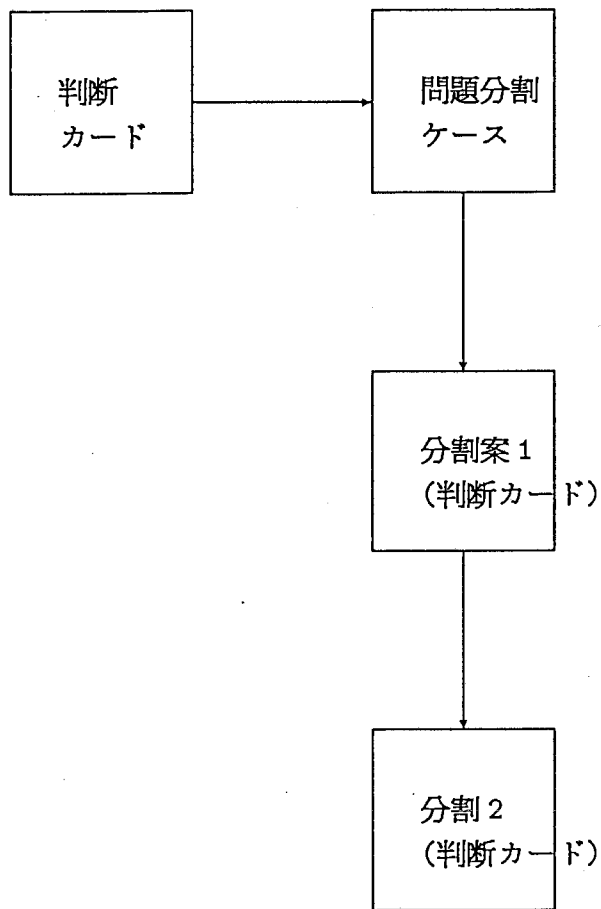 判断
カード
問題分割
ケース
分割案1
(判断カード)
分割2
(判断カード)